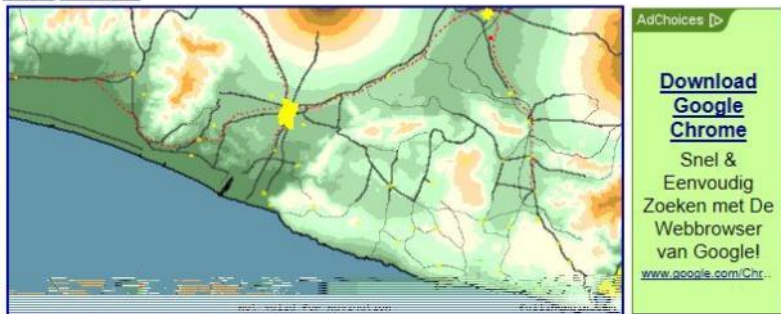 AdChoices
Download
Google
Chrome
Snel &
Eenvoudig
Zoeken met De
Webbrowser
van Google!
www.google.com/Chr..